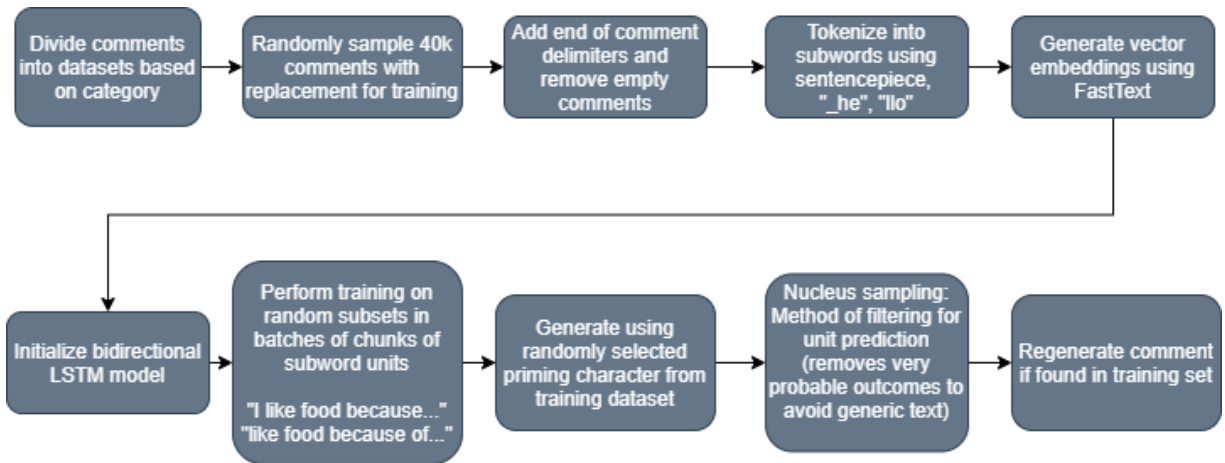 Divide comments
into datasets based
on category
Randomly sample 40k
comments with
replacement for training
Add end of comment
delimiters and
remove empty
comments
Tokenize into
subwords using
sentencepiece,
"_he", "llo"
Generate vector
embeddings using
FastText
Initialize bidirectional
LSTM model
Perform training on
random subsets in
batches of chunks of
subword units
"I like food because..."
"like food because of..."
Generate using
randomly selected
priming character from
training dataset
Nucleus sampling:
Method of filtering for
unit prediction
(removes very
probable outcomes to
avoid generic text)
Regenerate comment
if found in training set